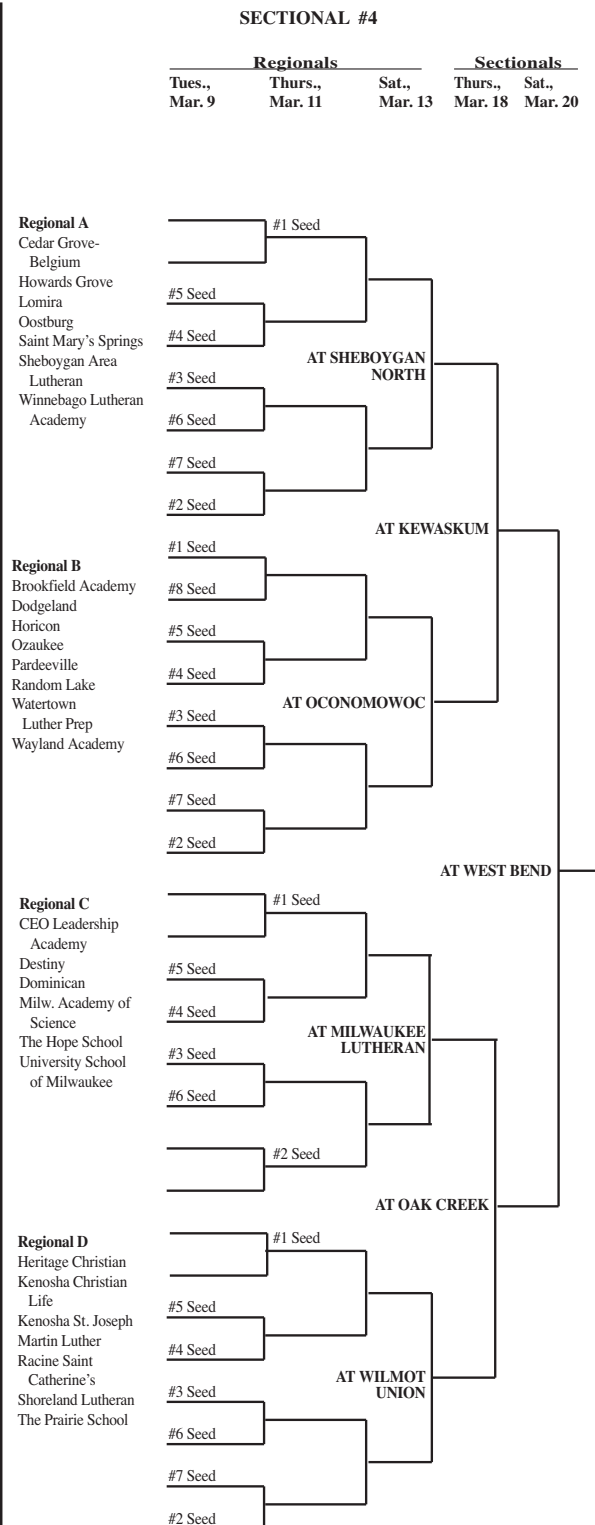 SECTIONAL #4
Regionals
Sectionals
Tues., Thurs., Sat., Thurs., Sat.,
Mar. 9 Mar. 11 Mar. 13 Mar. 18 Mar. 20
Regional A
Cedar Grove-
Belgium
Howards Grove
Lomira
Oostburg
Saint Mary's Springs
Sheboygan Area
Lutheran
Winnebago Lutheran
Academy
#1 Seed
#5 Seed
#4 Seed
#3 Seed
#6 Seed
#7 Seed
#2 Seed
AT SHEBOYGAN
NORTH
AT KEWASKUM
Regional B
Brookfield Academy
Dodgeland
Horicon
Ozaukee
Pardeeville
Random Lake
Watertown
Luther Prep
Wayland Academy
#1 Seed
#8 Seed
#5 Seed
#4 Seed
#3 Seed
#6 Seed
#7 Seed
#2 Seed
AT OCONOMOWOC
AT WEST BEND
Regional C
CEO Leadership
Academy
Destiny
Dominican
Milw. Academy of
Science
The Hope School
University School
of Milwaukee
#1 Seed
#5 Seed
#4 Seed
#3 Seed
#6 Seed
#2 Seed
AT MILWAUKEE
LUTHERAN
AT OAK CREEK
Regional D
Heritage Christian
Kenosha Christian
Life
Kenosha St. Joseph
Martin Luther
Racine Saint
Catherine's
Shoreland Lutheran
The Prairie School
#1 Seed
#5 Seed
#4 Seed
#3 Seed
#6 Seed
#7 Seed
#2 Seed
AT WILMOT
UNION